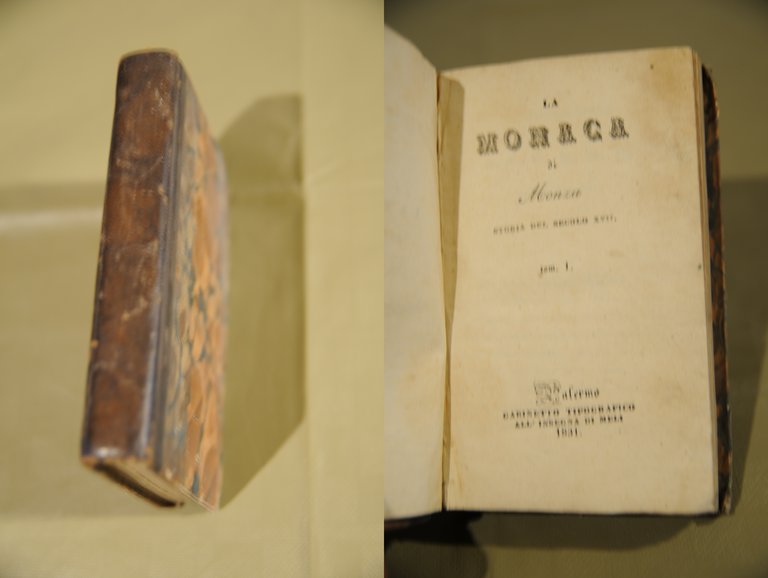 LA
MONACA
DI
Monza
STORIA DEL SECOLO XVII.
tom. I.
Palermo
GABINETTO TIPOGRAFICO
ALL' INSEGNA DI MELI
1831.